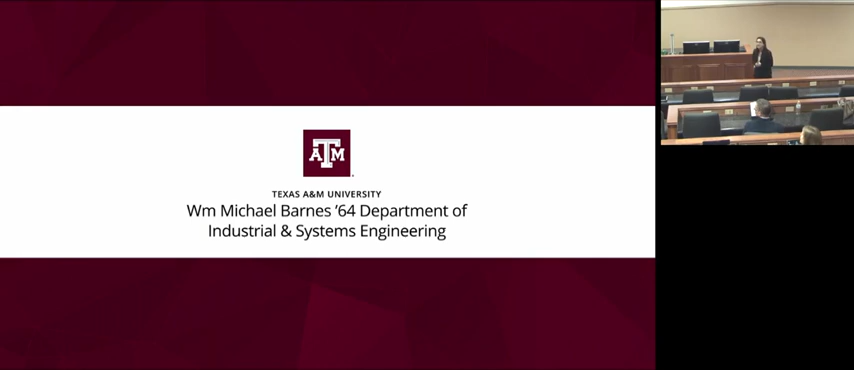 ATM
TEXAS A&M UNIVERSITY
Wm Michael Barnes '64 Department of
Industrial & Systems Engineering